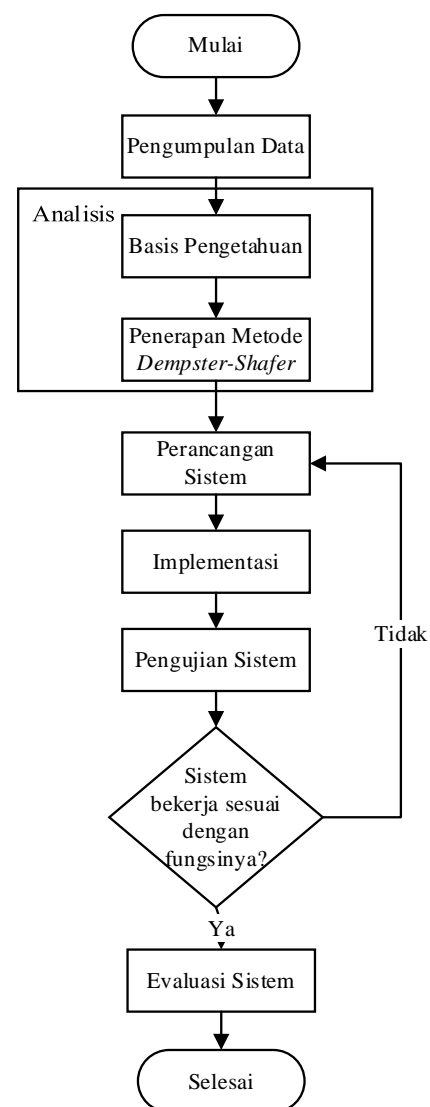 Mulai
Pengumpulan Data
Analisis
Basis Pengetahuan
Penerapan Metode
Dempster-Shafer
Perancangan
Sistem
Implementasi
Pengujian Sistem
Tidak
Sistem
bekerja sesuai
dengan
fungsinya?
Ya
Evaluasi Sistem
Selesai